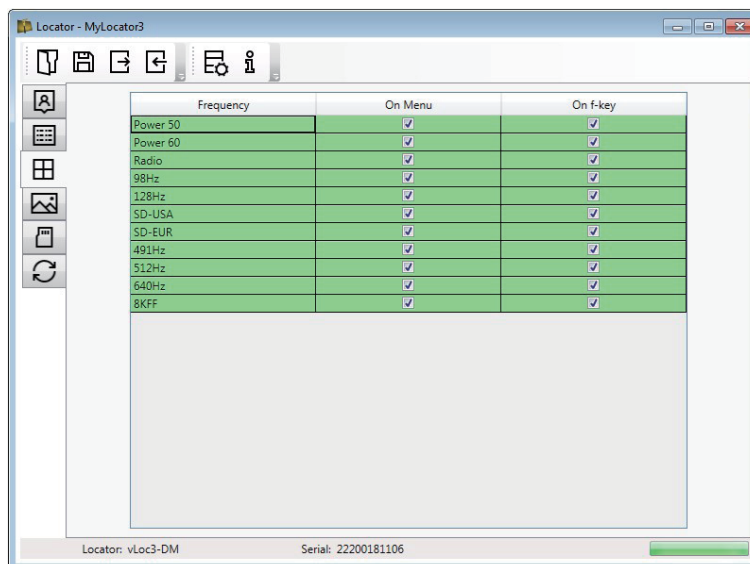 Locator - MyLocator3
Frequency On Menu On f-key
Power 50
Power 60
Radio
98Hz
128Hz
SD-USA
SD-EUR
491Hz
512Hz
640Hz
8KFF
Locator: vLoc3-DM Serial: 22200181106